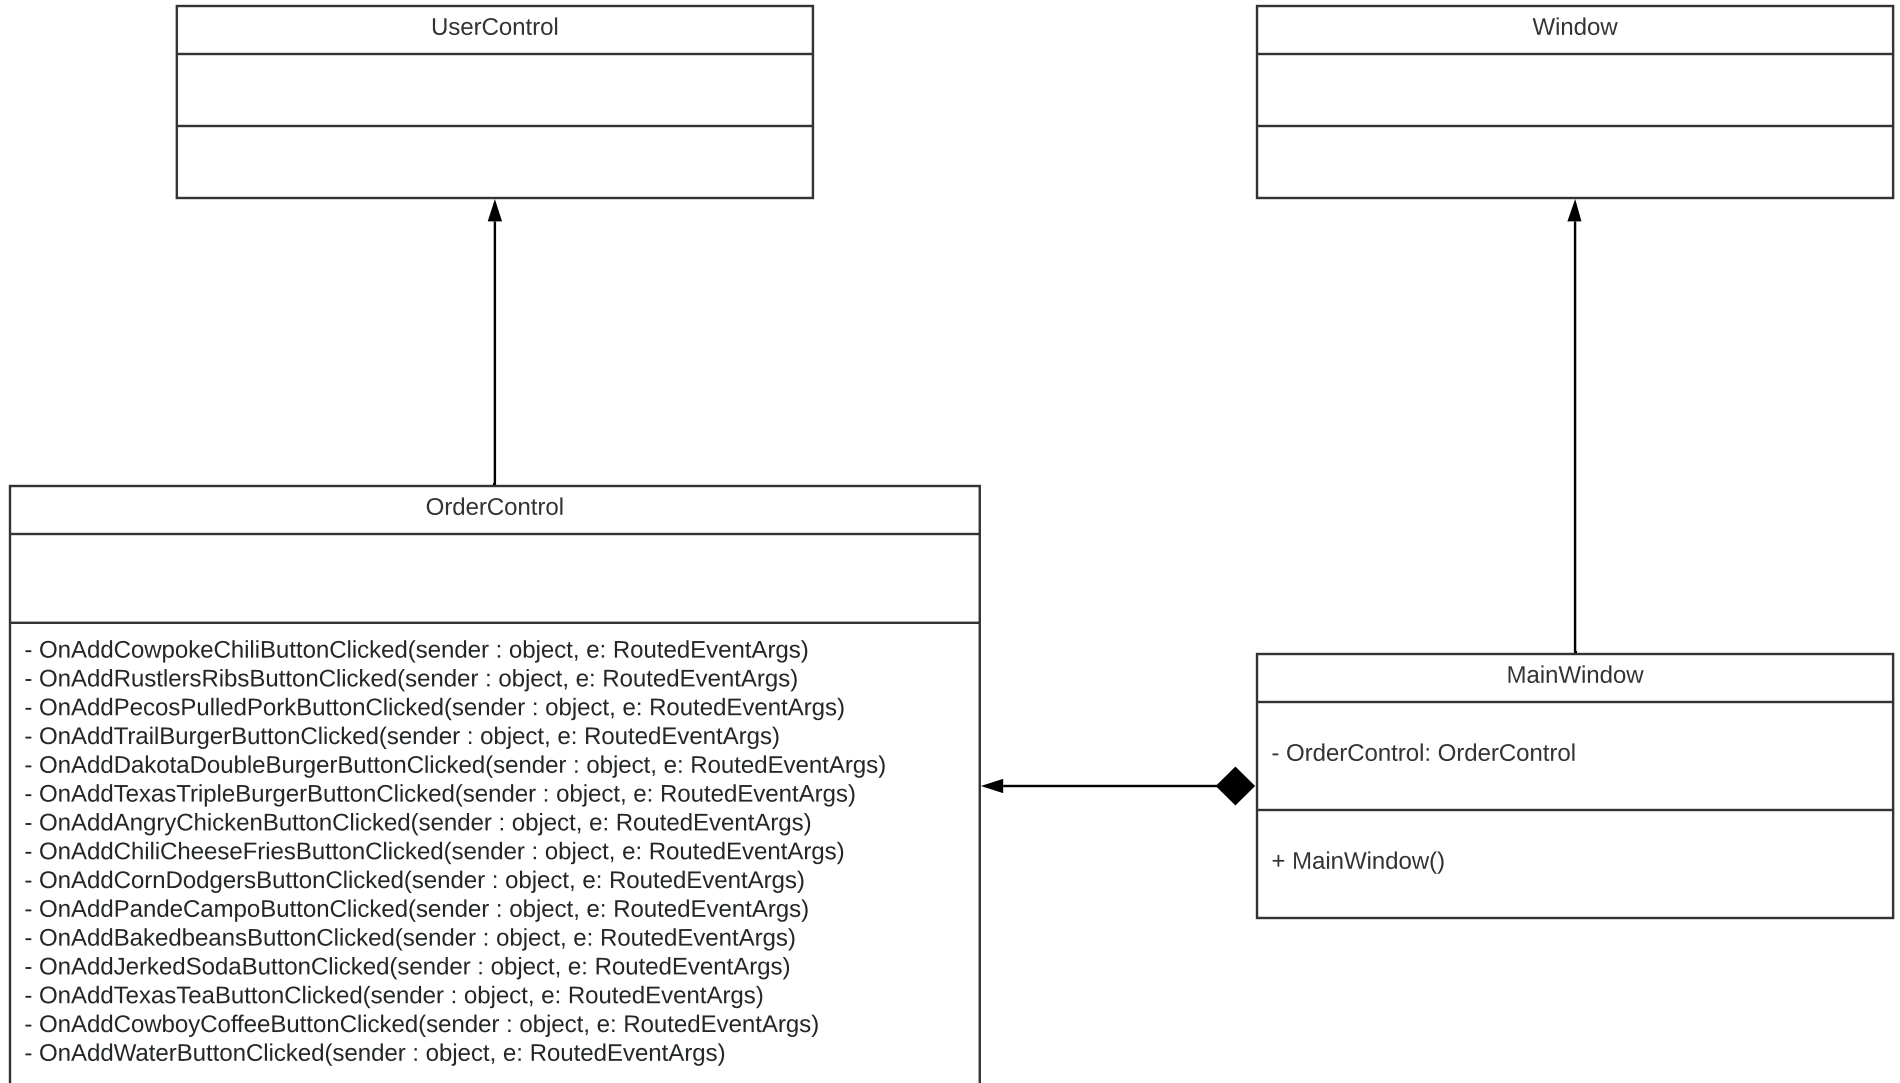 UserControl
Window
OrderControl
- OnAddCowpokeChiliButtonClicked(sender : object, e: RoutedEventArgs)
- OnAddRustlersRibsButtonClicked(sender : object, e: RoutedEventArgs)
- OnAddPecosPulledPorkButtonClicked(sender : object, e: RoutedEventArgs)
- OnAddTrailBurgerButtonClicked(sender : object, e: RoutedEventArgs)
- OnAddDakotaDoubleBurgerButtonClicked(sender : object, e: RoutedEventArgs)
- OnAddTexasTripleBurgerButtonClicked(sender : object, e: RoutedEventArgs)
- OnAddAngryChickenButtonClicked(sender : object, e: RoutedEventArgs)
- OnAddChiliCheeseFriesButtonClicked(sender : object, e: RoutedEventArgs)
- OnAddCornDodgersButtonClicked(sender : object, e: RoutedEventArgs)
- OnAddPandeCampoButtonClicked(sender : object, e: RoutedEventArgs)
- OnAddBakedbeansButtonClicked(sender : object, e: RoutedEventArgs)
- OnAddJerkedSodaButtonClicked(sender : object, e: RoutedEventArgs)
- OnAddTexasTeaButtonClicked(sender : object, e: RoutedEventArgs)
- OnAddCowboyCoffeeButtonClicked(sender : object, e: RoutedEventArgs)
- OnAddWaterButtonClicked(sender : object, e: RoutedEventArgs)
MainWindow
- OrderControl: OrderControl
+ MainWindow()